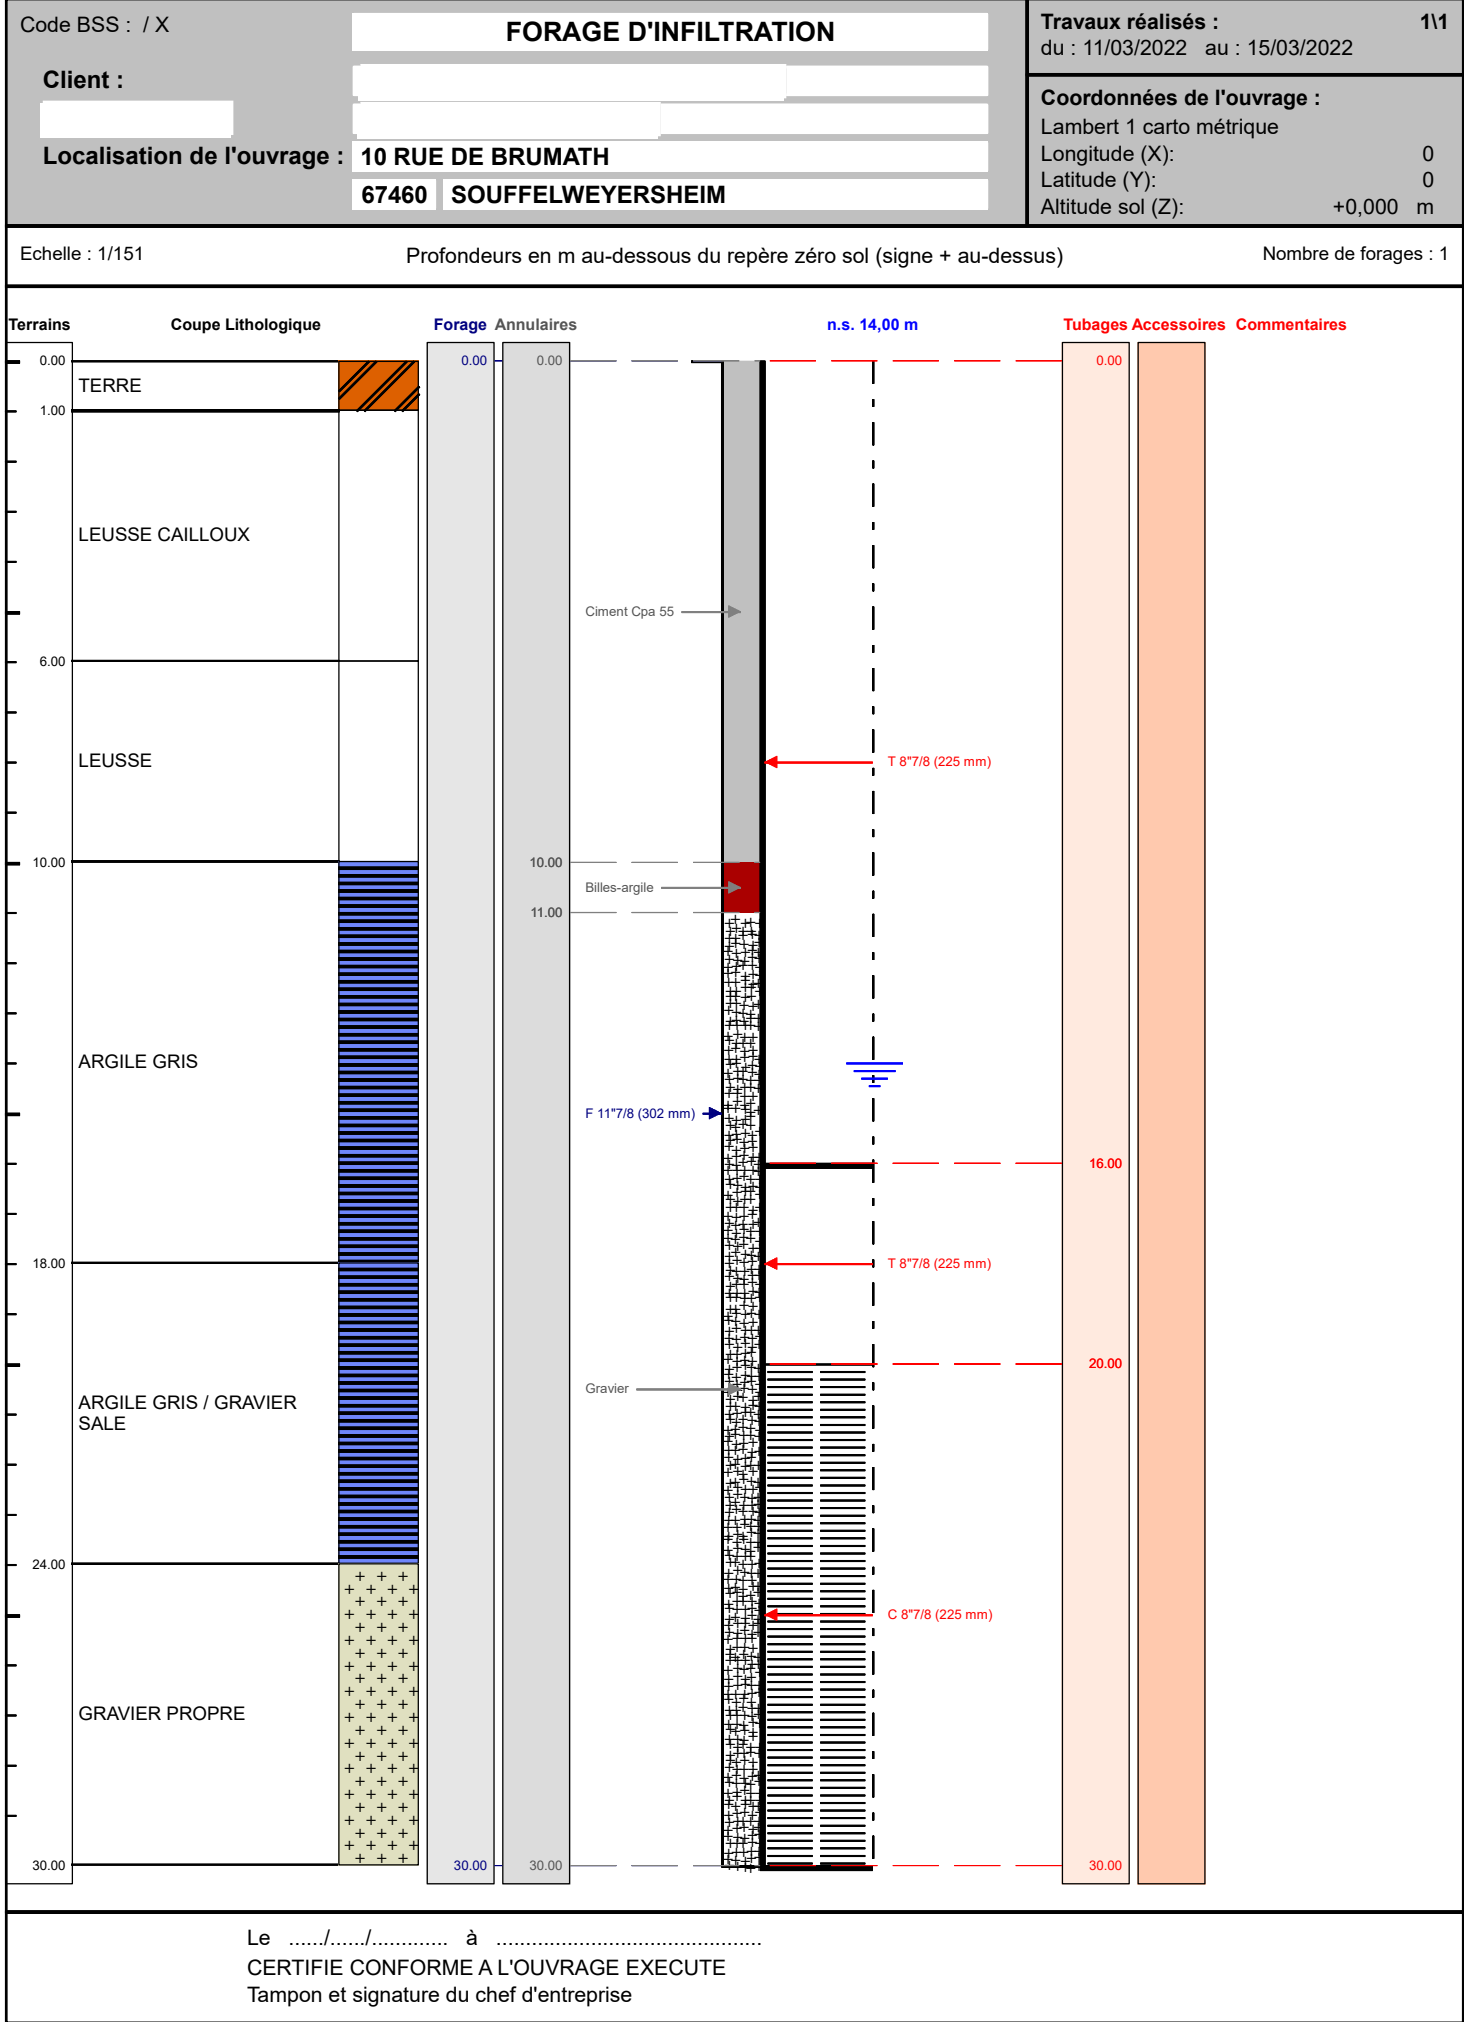 Code BSS : / X
FORAGE D'INFILTRATION
Travaux réalisés : 1\1
du : 11/03/2022 au : 15/03/2022
Client :
Coordonnées de l'ouvrage :
Lambert 1 carto métrique
Longitude (X): 0
Latitude (Y): 0
Altitude sol (Z): +0,000 m
Localisation de l'ouvrage : 10 RUE DE BRUMATH
67460 SOUFFELWEYERSHEIM
Echelle : 1/151
Profondeurs en m au-dessous du repère zéro sol (signe + au-dessus)
Nombre de forages : 1
Terrains Coupe Lithologique Forage Annulaires n.s. 14,00 m Tubages Accessoires Commentaires
0.00 0.00 0.00 0.00
TERRE
1.00
LEUSSE CAILLOUX
Ciment Cpa 55
6.00
LEUSSE
T 8"7/8 (225 mm)
10.00 10.00
Billes-argile
11.00
ARGILE GRIS
F 11"7/8 (302 mm)
16.00
18.00
T 8"7/8 (225 mm)
20.00
Gravier
ARGILE GRIS / GRAVIER
SALE
24.00
C 8"7/8 (225 mm)
GRAVIER PROPRE
30.00 30.00 30.00 30.00
Le ....../....../............. à .............................................
CERTIFIE CONFORME A L'OUVRAGE EXECUTE
Tampon et signature du chef d'entreprise